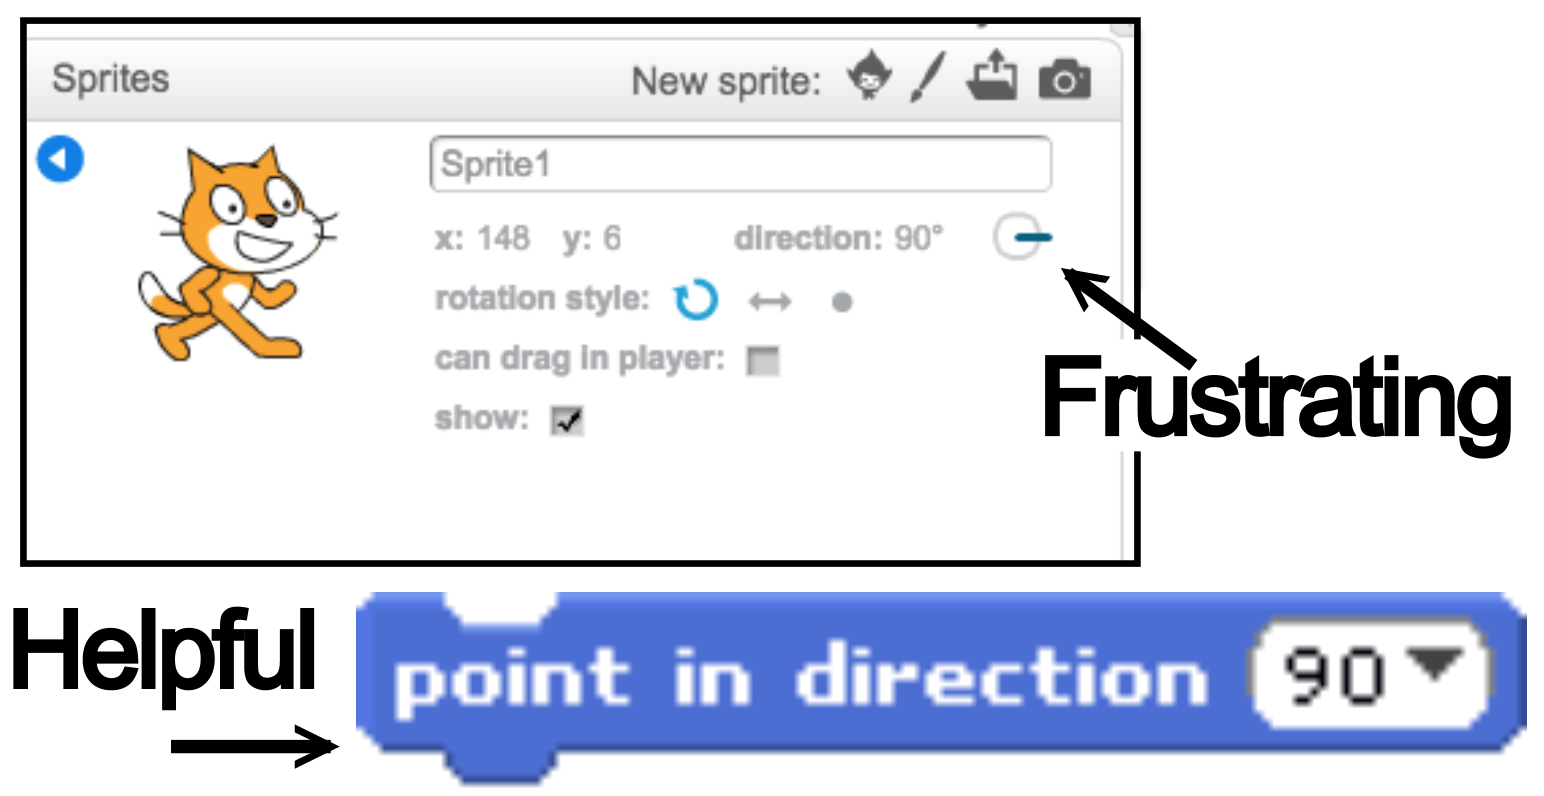 Sprites New sprite:
Sprite1
x: 148 y: 6 direction: 90°
rotation style:
can drag in player:
show:
Frustrating
Helpful
point in direction 90